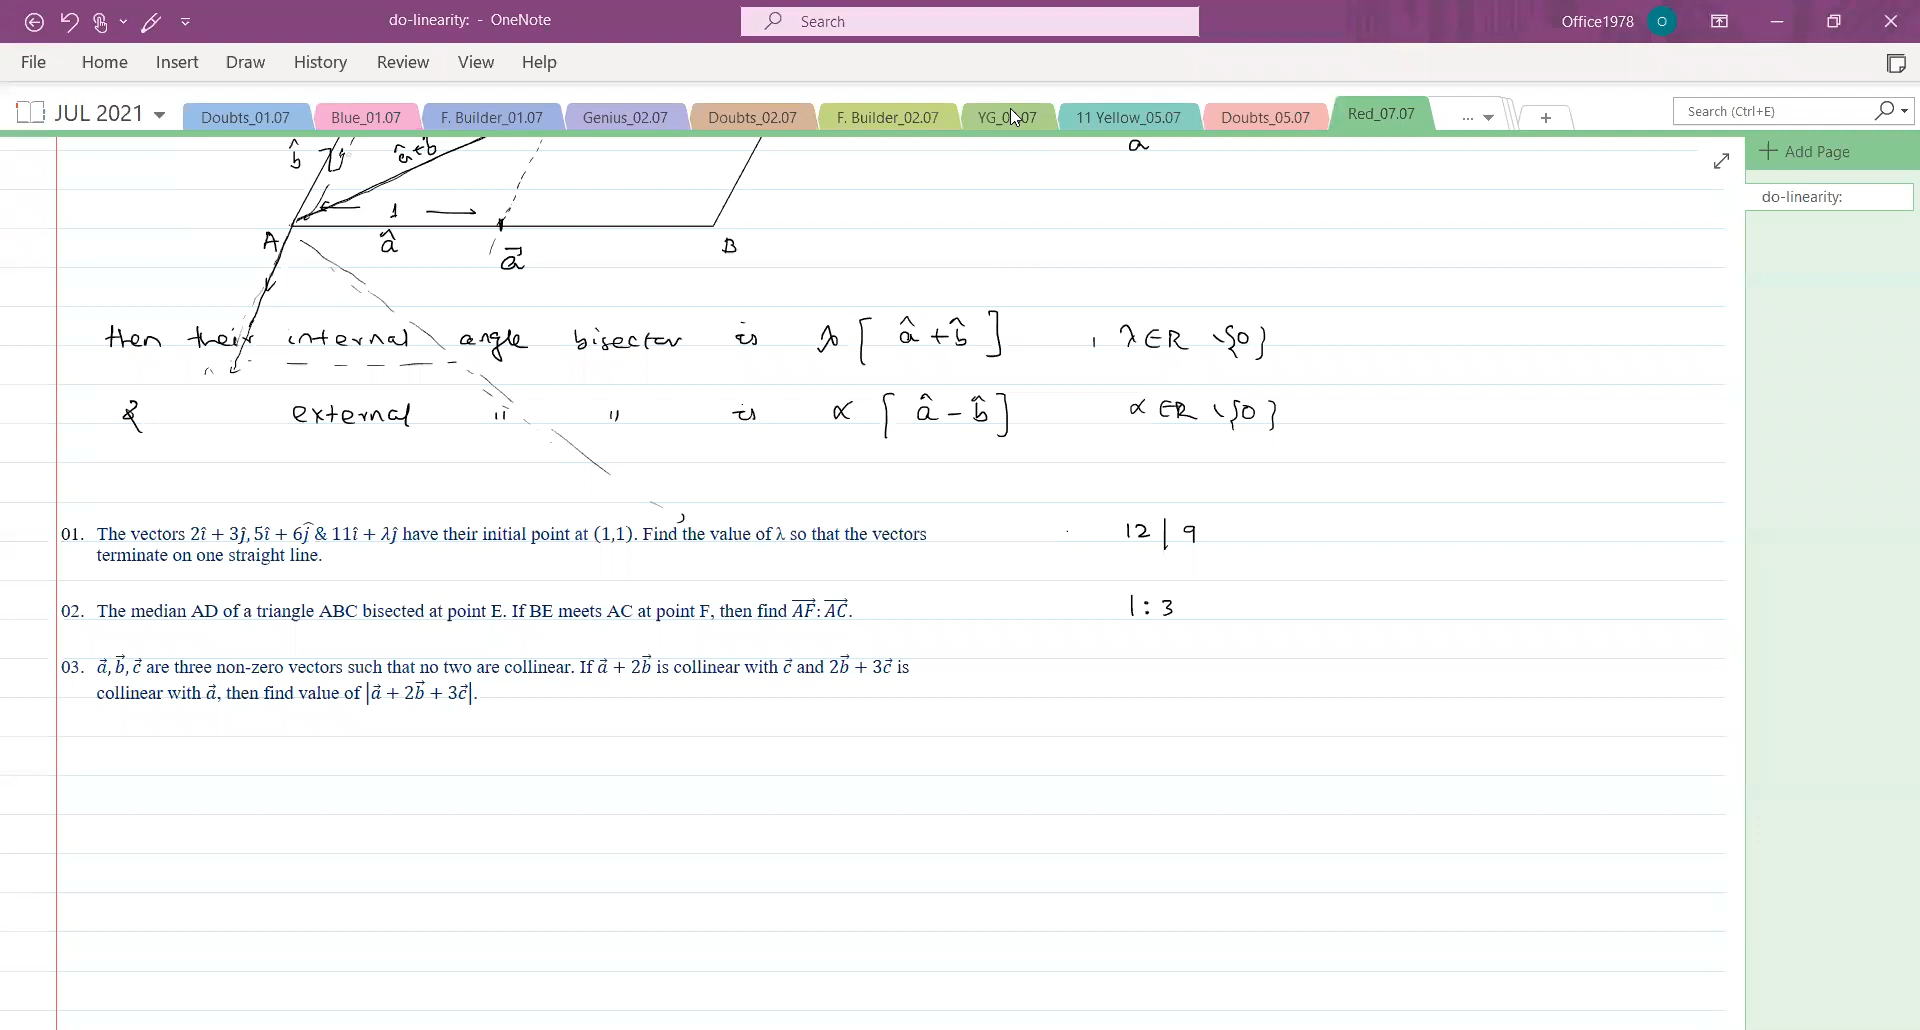 do-linearity: - OneNote
Search
Office1978
O
File Home Insert Draw History Review View Help
JUL 2021
Doubts_01.07
Blue_01.07
F. Builder_01.07
Genius_02.07
Doubts_02.07
F. Builder_02.07
11 Yellow_05.07
Doubts_05.07
Red_07.07
...
+
Search (Ctrl+E)
Add Page
do-linearity:
b̂
â+b̂
a
1
A
â
a⃗
B
then their internal angle bisector is λ [ â + b̂ ] , λ ∈ R \ {0}
& external " " is ∝ [ â - b̂ ] ∝ ∈ R \ {0}
01. The vectors 2î + 3ĵ, 5î + 6ĵ & 11î + λĵ have their initial point at (1,1). Find the value of λ so that the vectors
terminate on one straight line.
12 | 9
02. The median AD of a triangle ABC bisected at point E. If BE meets AC at point F, then find A⃗F⃗: A⃗C⃗.
1 : 3
03. a⃗, b⃗, c⃗ are three non-zero vectors such that no two are collinear. If a⃗ + 2b⃗ is collinear with c⃗ and 2b⃗ + 3c⃗ is
collinear with a⃗, then find value of |a⃗ + 2b⃗ + 3c⃗|.